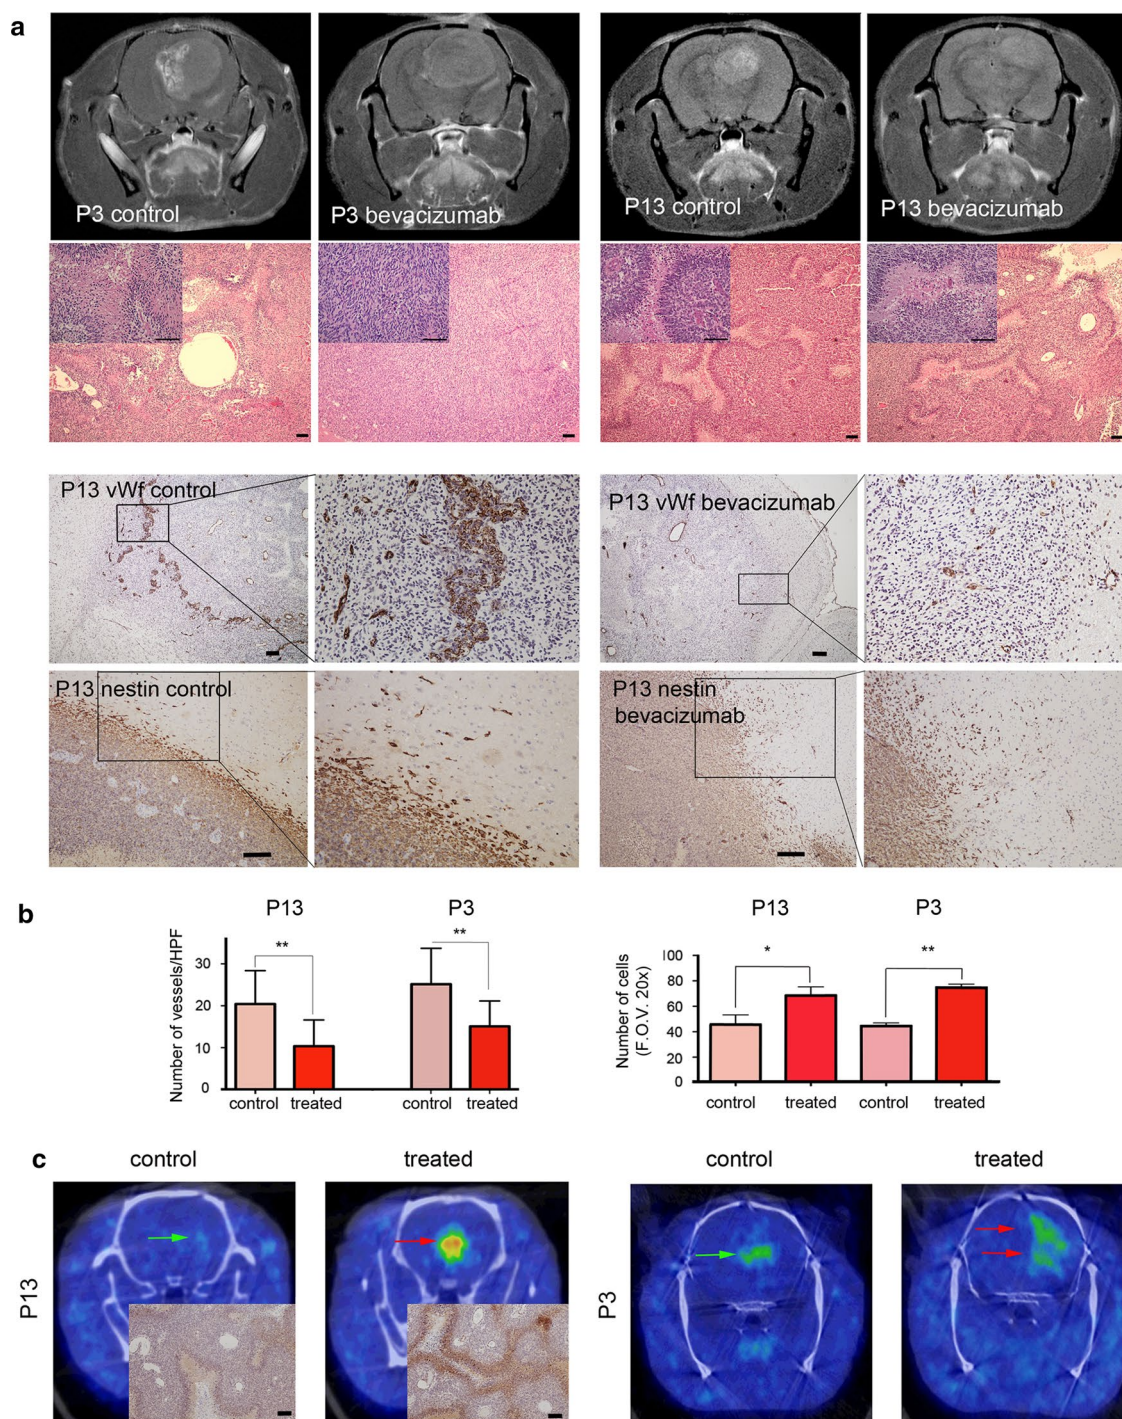 a
P3 control
P3 bevacizumab
P13 control
P13 bevacizumab
P13 vWf control
P13 vWf bevacizumab
P13 nestin control
P13 nestin
bevacizumab
b
P13
P3
Number of vessels/HPF
30
20
10
0
**
**
control
treated
control
treated
P13
P3
Number of cells
(F.O.V. 20x)
100
80
60
40
20
0
*
**
control
treated
control
treated
c
control
treated
control
treated
P13
P3